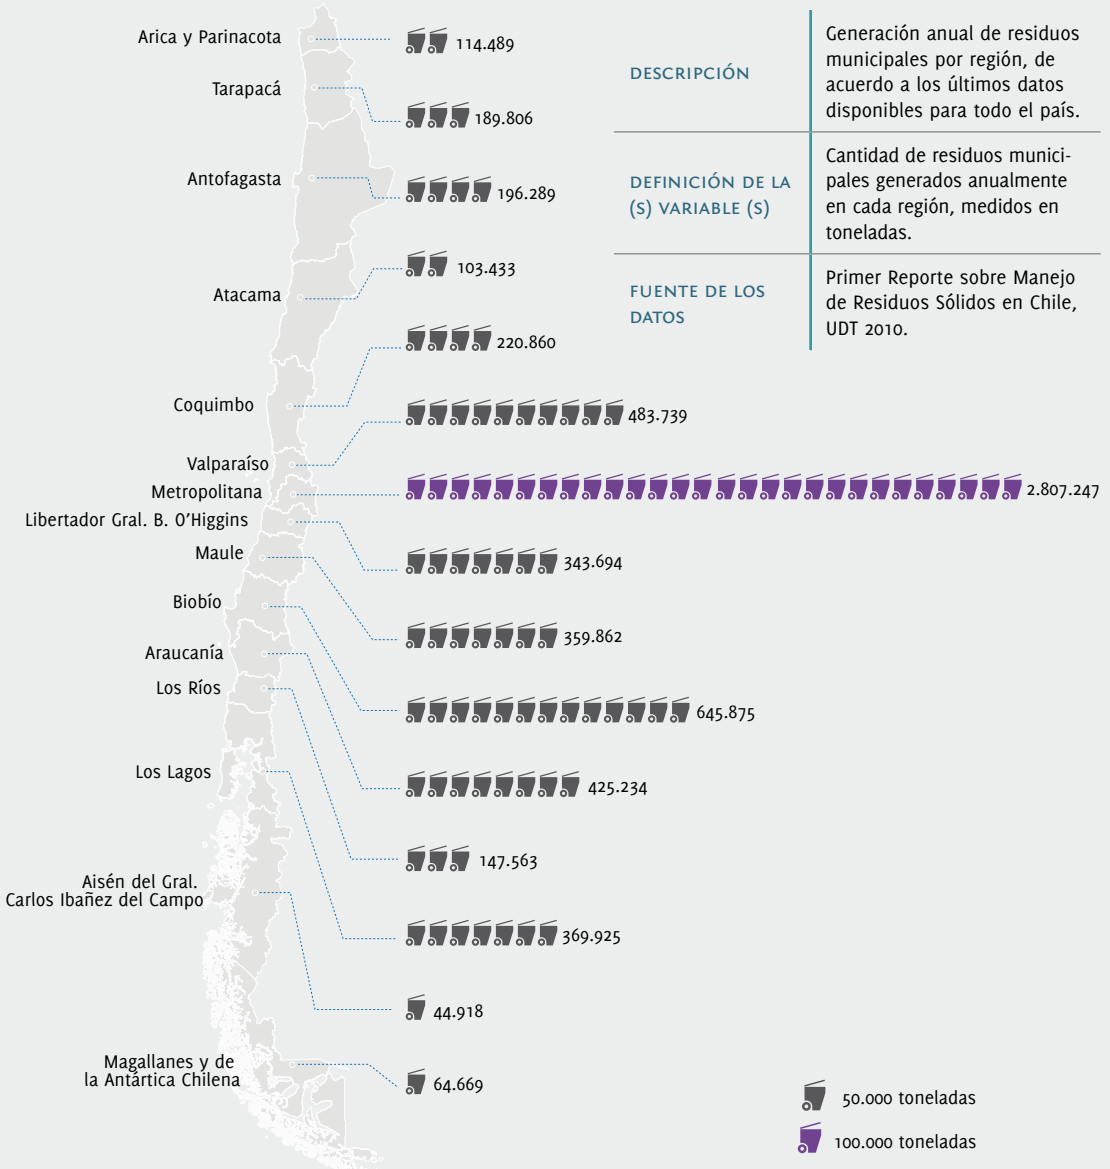 Arica y Parinacota
114.489
Tarapacá
189.806
Antofagasta
196.289
Atacama
103.433
Coquimbo
220.860
Valparaíso
483.739
Metropolitana
2.807.247
Libertador Gral. B. O’Higgins
343.694
Maule
359.862
Biobío
645.875
Araucanía
425.234
Los Ríos
147.563
Los Lagos
369.925
Aisén del Gral.
Carlos Ibañez del Campo
44.918
Magallanes y de
la Antártica Chilena
64.669
DESCRIPCIÓN
Generación anual de residuos
municipales por región, de
acuerdo a los últimos datos
disponibles para todo el país.
DEFINICIÓN DE LA
(S) VARIABLE (S)
Cantidad de residuos munici-
pales generados anualmente
en cada región, medidos en
toneladas.
FUENTE DE LOS
DATOS
Primer Reporte sobre Manejo
de Residuos Sólidos en Chile,
UDT 2010.
50.000 toneladas
100.000 toneladas